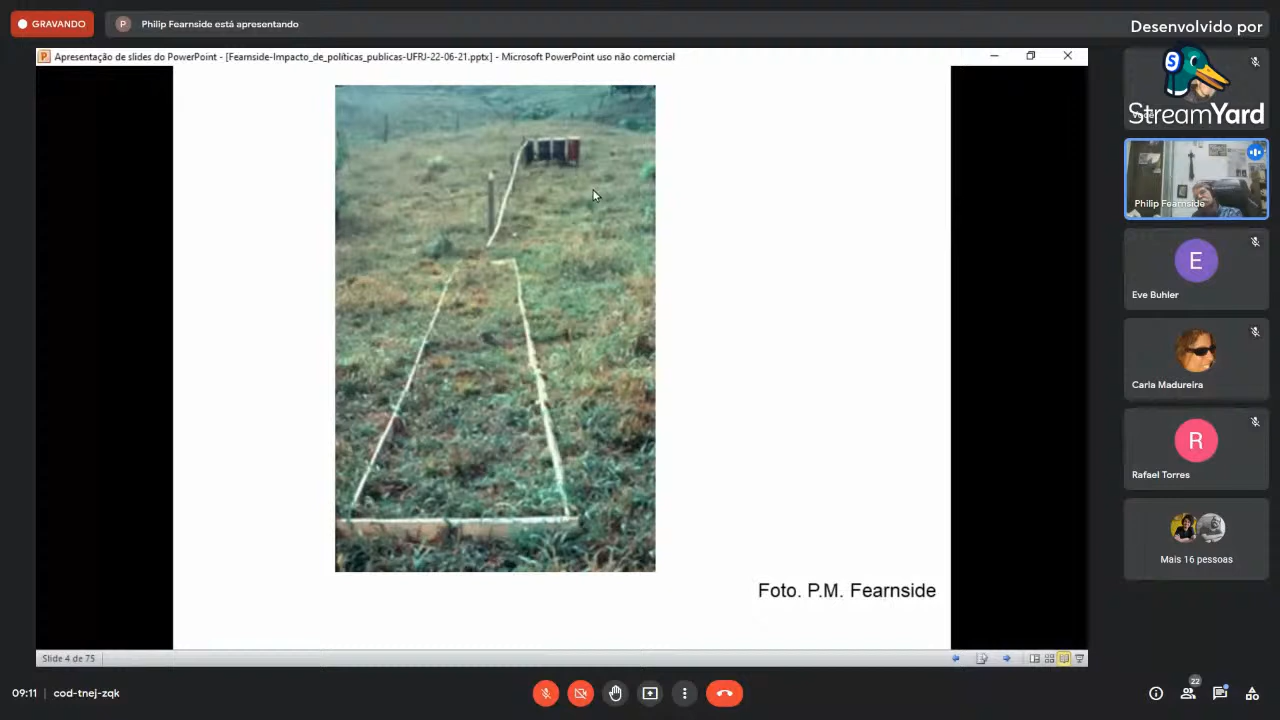 GRAVANDO
P
Philip Fearnside está apresentando
Desenvolvido por
Apresentação de slides do PowerPoint - [Fearnside-Impacto_de_políticas_publicas-UFRJ-22-06-21.pptx] - Microsoft PowerPoint uso não comercial
S
StreamYard
Philip Fearnside
E
Eve Buhler
Carla Madureira
R
Rafael Torres
Mais 16 pessoas
Foto. P.M. Fearnside
Slide 4 de 75
09:11 | cod-tnej-zqk
22